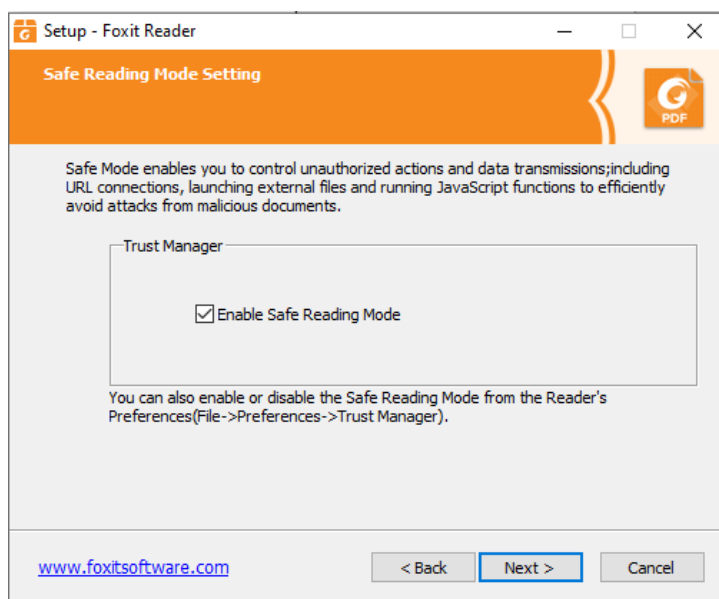 Setup - Foxit Reader
Safe Reading Mode Setting
PDF
Safe Mode enables you to control unauthorized actions and data transmissions;including
URL connections, launching external files and running JavaScript functions to efficiently
avoid attacks from malicious documents.
Trust Manager
Enable Safe Reading Mode
You can also enable or disable the Safe Reading Mode from the Reader's
Preferences(File->Preferences->Trust Manager).
www.foxitsoftware.com
< Back
Next >
Cancel